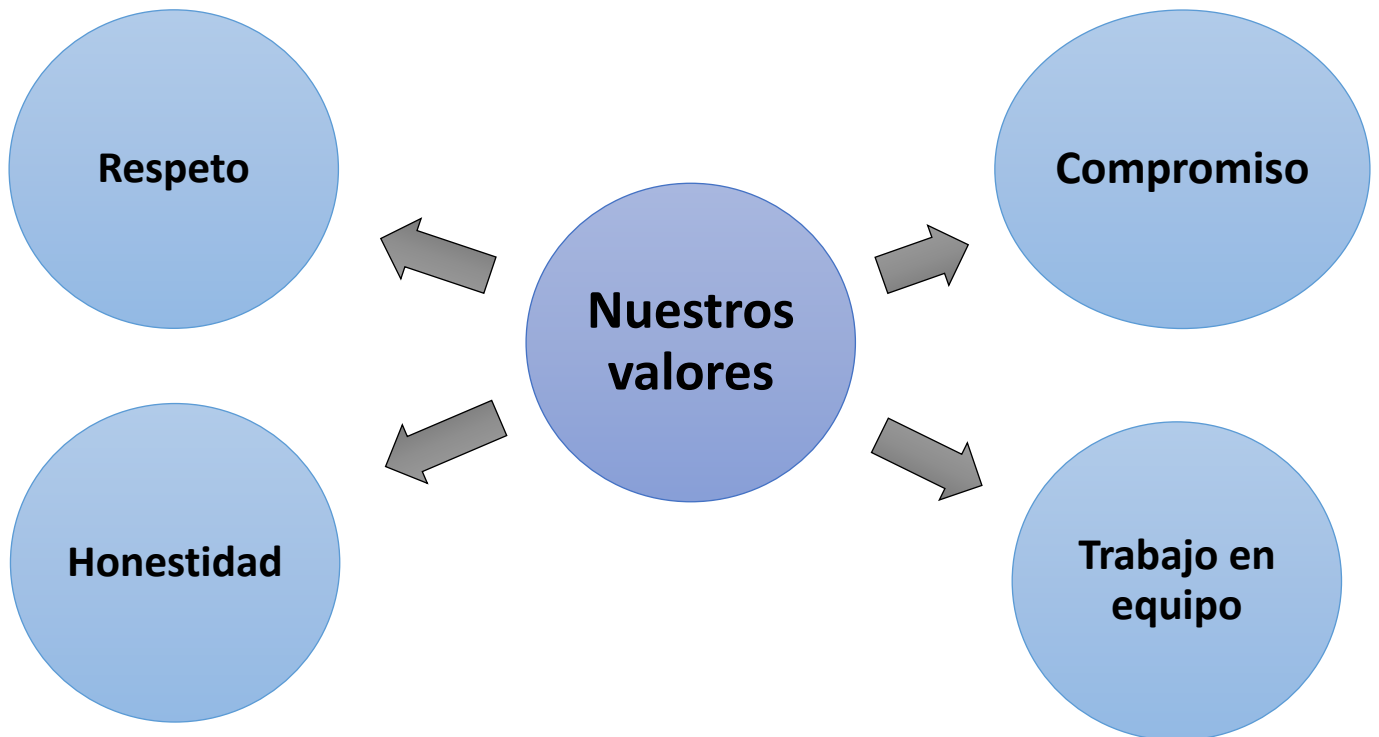 Respeto
Compromiso
Nuestros
valores
Honestidad
Trabajo en
equipo